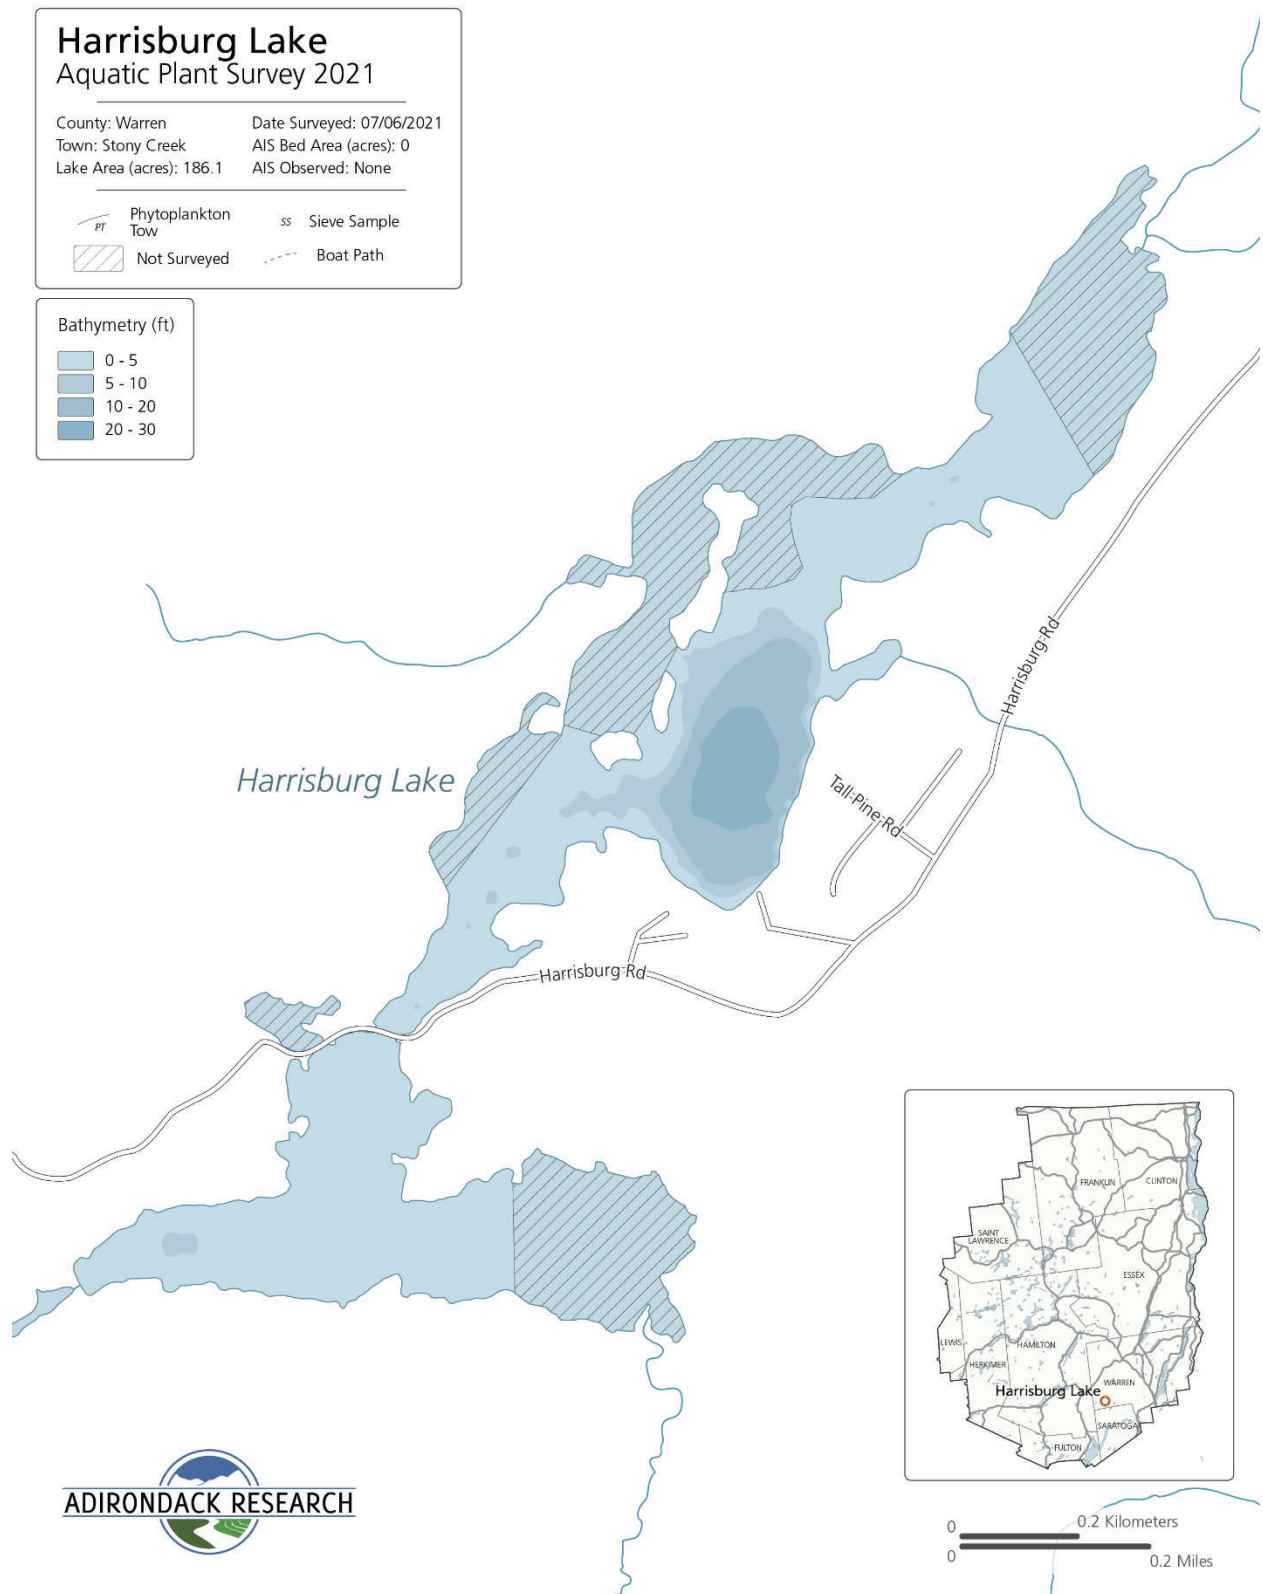 Harrisburg Lake
Aquatic Plant Survey 2021
County: Warren
Date Surveyed: 07/06/2021
Town: Stony Creek
AIS Bed Area (acres): 0
Lake Area (acres): 186.1
AIS Observed: None
PT
Phytoplankton
Tow
ss
Sieve Sample
Not Surveyed
Boat Path
Bathymetry (ft)
0 - 5
5 - 10
10 - 20
20 - 30
Harrisburg Rd
Harrisburg Lake
Tall Pine Rd
Harrisburg Rd
FRANKLIN
CLINTON
SAINT
LAWRENCE
ESSEX
LEWIS
HAMILTON
HERKIMER
WARREN
Harrisburg Lake
SARATOGA
FULTON
ADIRONDACK RESEARCH
0
0.2 Kilometers
0
0.2 Miles